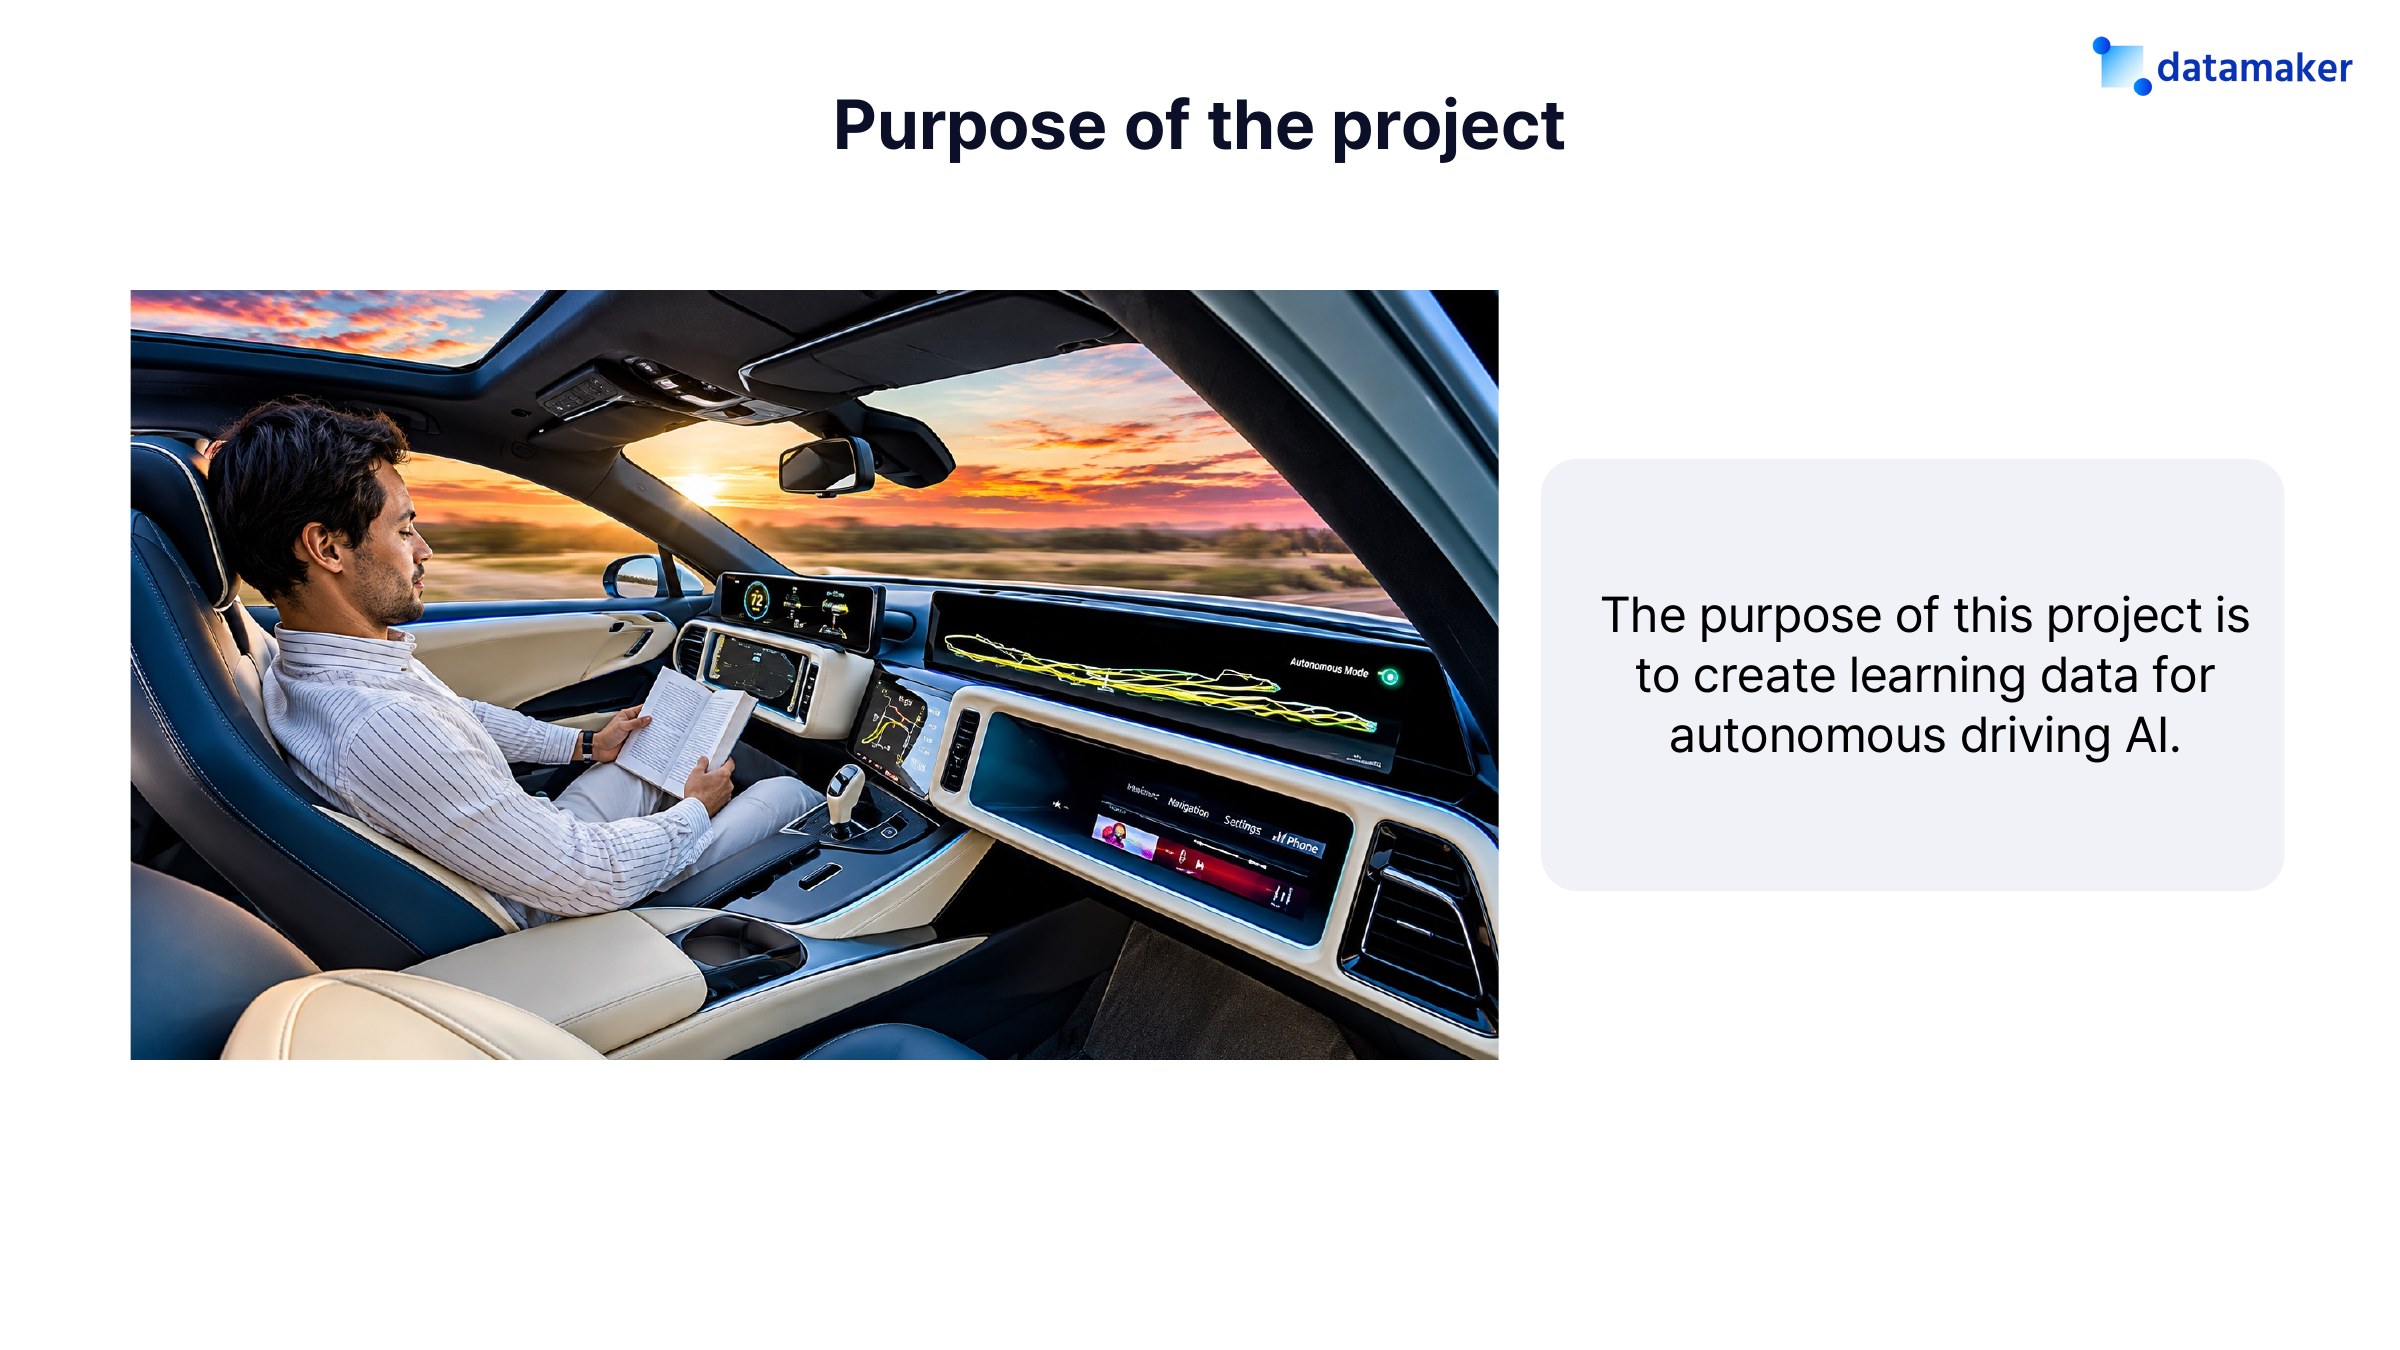 datamaker
Purpose of the project
The purpose of this project is
to create learning data for
autonomous driving AI.
72
Autonomous Mode
Navigation
Settings
Phone